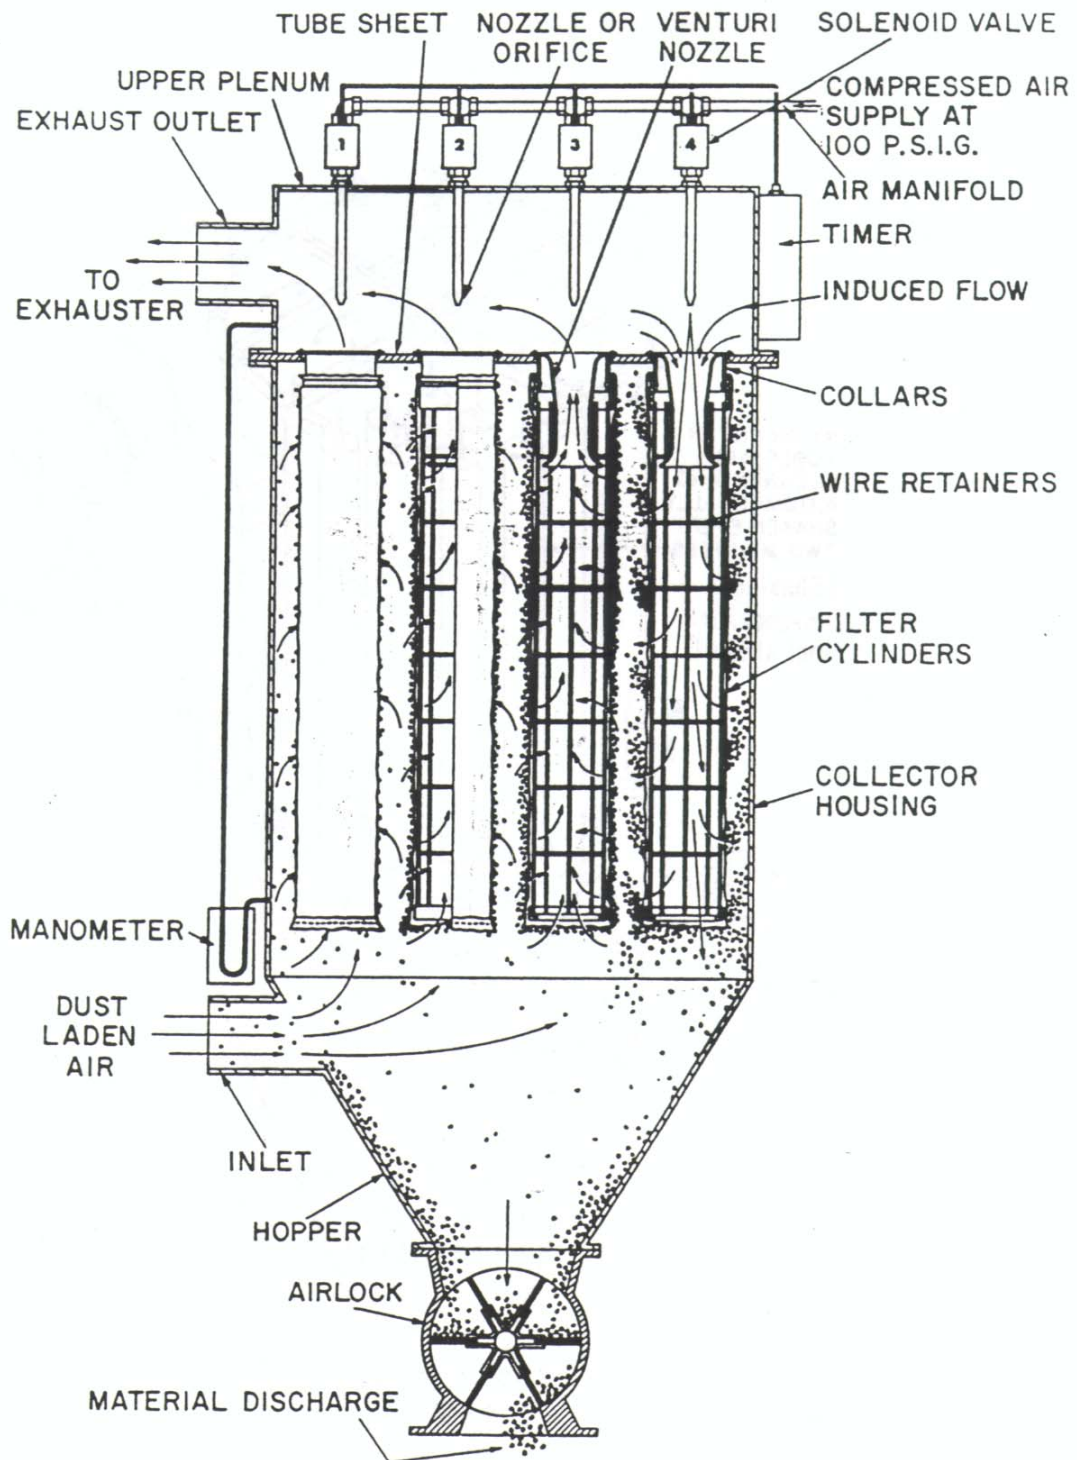 TUBE SHEET
NOZZLE OR
ORIFICE
VENTURI
NOZZLE
SOLENOID VALVE
UPPER PLENUM
COMPRESSED AIR
SUPPLY AT
100 P.S.I.G.
EXHAUST OUTLET
1
2
3
4
AIR MANIFOLD
TIMER
TO
EXHAUSTER
INDUCED FLOW
COLLARS
WIRE RETAINERS
FILTER
CYLINDERS
COLLECTOR
HOUSING
MANOMETER
DUST
LADEN
AIR
INLET
HOPPER
AIRLOCK
MATERIAL DISCHARGE